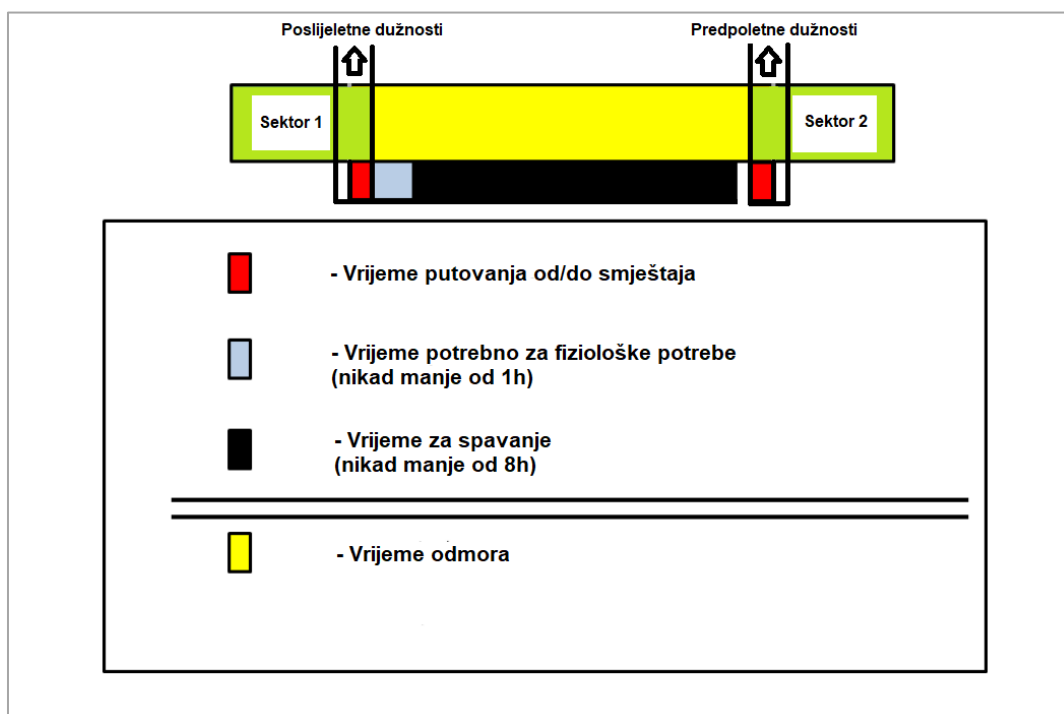 Poslijeletne dužnosti
Predpoletne dužnosti
Sektor 1
Sektor 2
- Vrijeme putovanja od/do smještaja
- Vrijeme potrebno za fiziološke potrebe
(nikad manje od 1h)
- Vrijeme za spavanje
(nikad manje od 8h)
- Vrijeme odmora